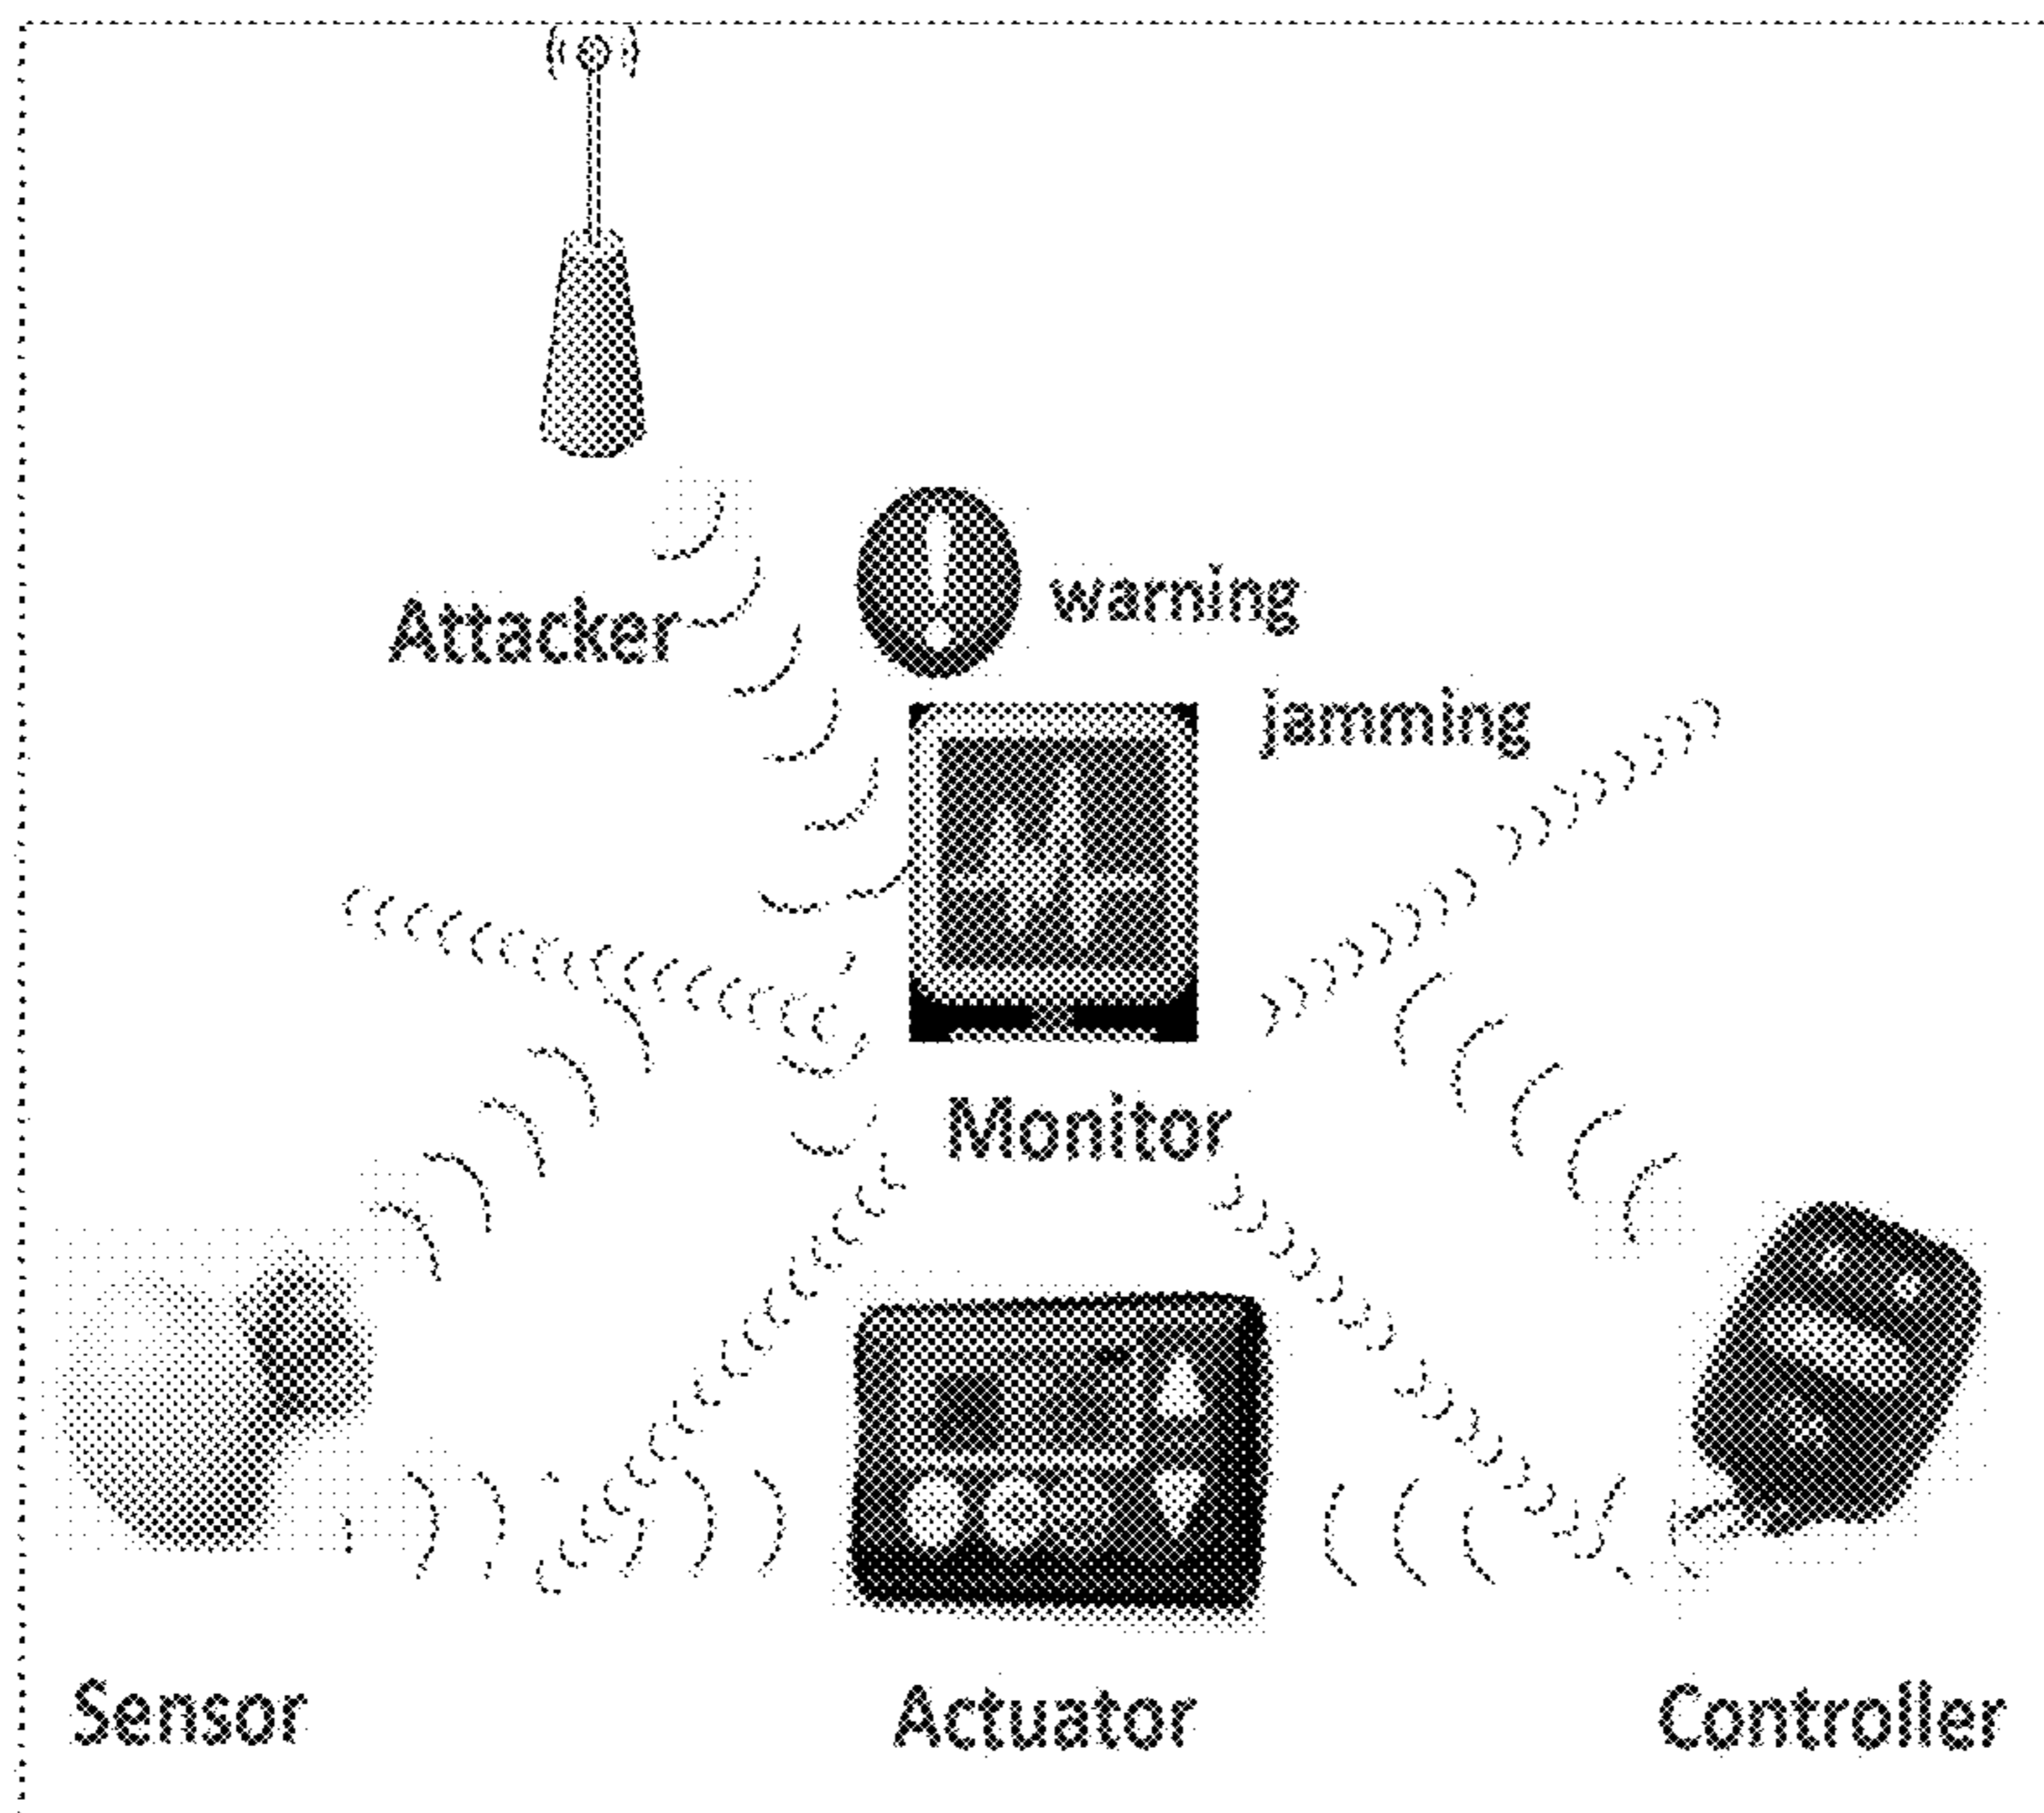 Attacker
warning
jamming
Monitor
Sensor
Actuator
Controller